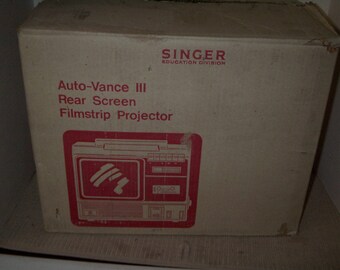 SINGER
EDUCATION DIVISION
Auto-Vance III
Rear Screen
Filmstrip Projector